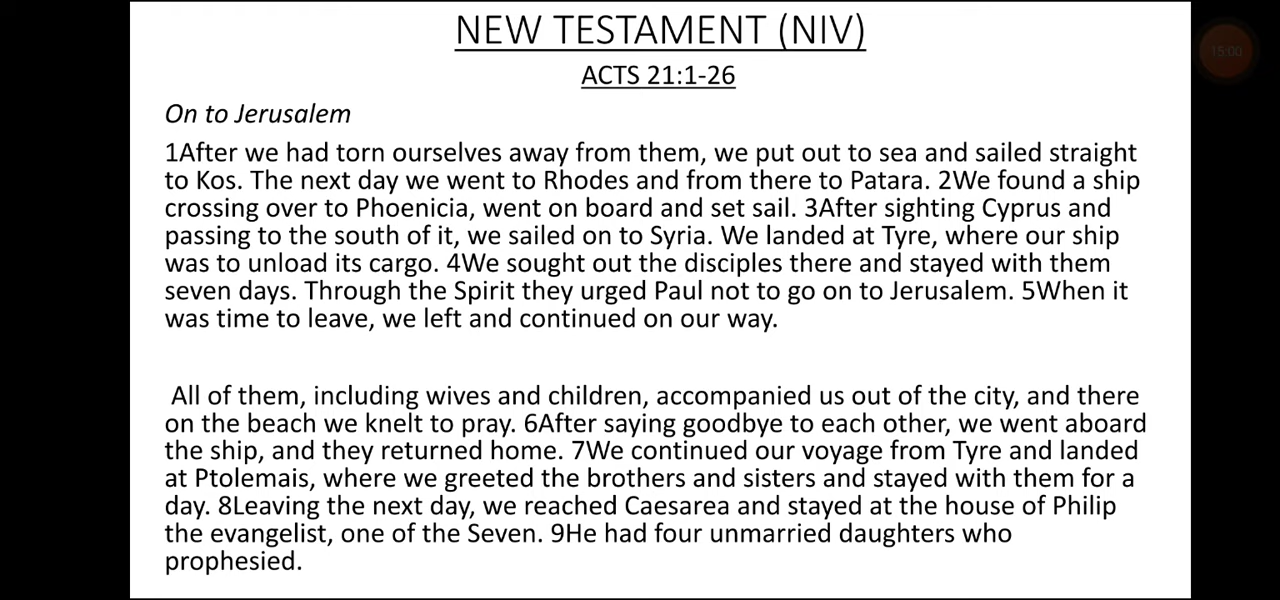 NEW TESTAMENT (NIV)
ACTS 21:1-26
On to Jerusalem
1After we had torn ourselves away from them, we put out to sea and sailed straight
to Kos. The next day we went to Rhodes and from there to Patara. 2We found a ship
crossing over to Phoenicia, went on board and set sail. 3After sighting Cyprus and
passing to the south of it, we sailed on to Syria. We landed at Tyre, where our ship
was to unload its cargo. 4We sought out the disciples there and stayed with them
seven days. Through the Spirit they urged Paul not to go on to Jerusalem. 5When it
was time to leave, we left and continued on our way.
All of them, including wives and children, accompanied us out of the city, and there
on the beach we knelt to pray. 6After saying goodbye to each other, we went aboard
the ship, and they returned home. 7We continued our voyage from Tyre and landed
at Ptolemais, where we greeted the brothers and sisters and stayed with them for a
day. 8Leaving the next day, we reached Caesarea and stayed at the house of Philip
the evangelist, one of the Seven. 9He had four unmarried daughters who
prophesied.
15:00